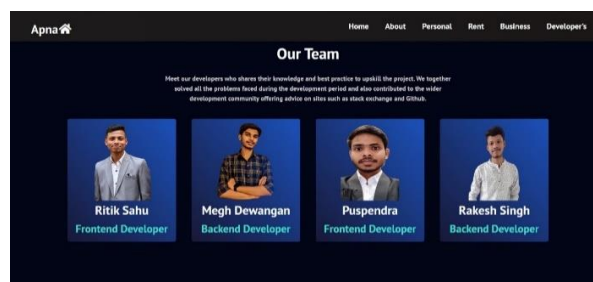 Apna
Home About Personal Rent Business Developer's
Our Team
Meet our developers who shares their knowledge and best practice to upskill the project. We together
solved all the problems faced during the development period and also contributed to the wider
development community offering advice on sites such as stack exchange and Github.
Ritik Sahu Megh Dewangan Puspendra Rakesh Singh
Frontend Developer Backend Developer Frontend Developer Backend Developer